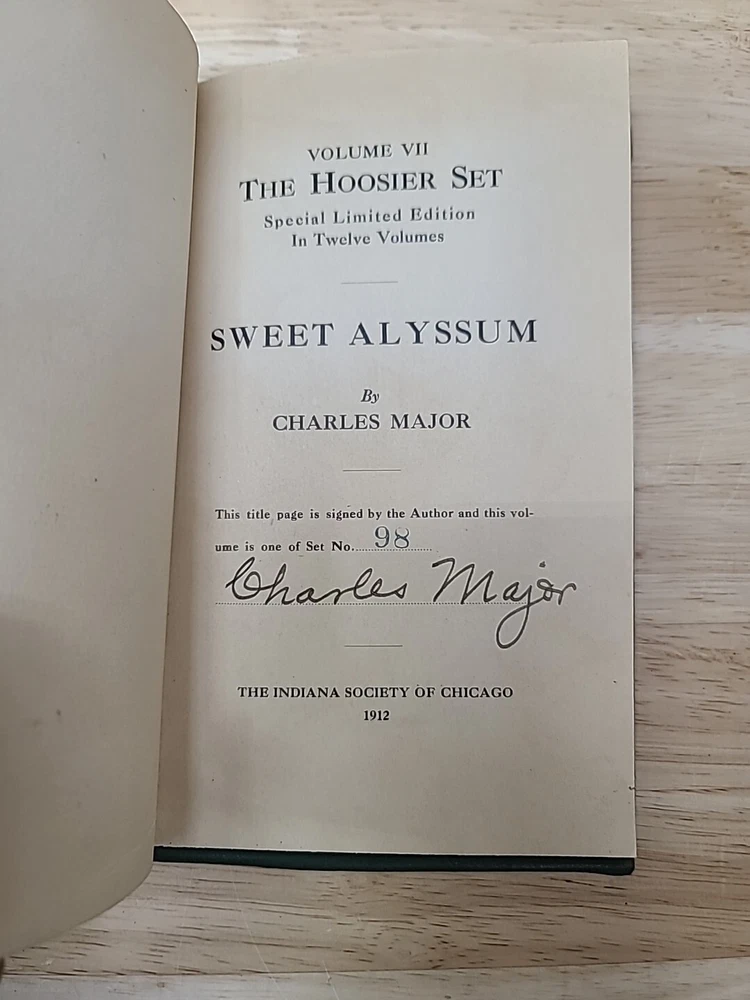 VOLUME VII
THE HOOSIER SET
Special Limited Edition
In Twelve Volumes
SWEET ALYSSUM
By
CHARLES MAJOR
This title page is signed by the Author and this vol-
ume is one of Set No. 98
Charles Major
THE INDIANA SOCIETY OF CHICAGO
1912